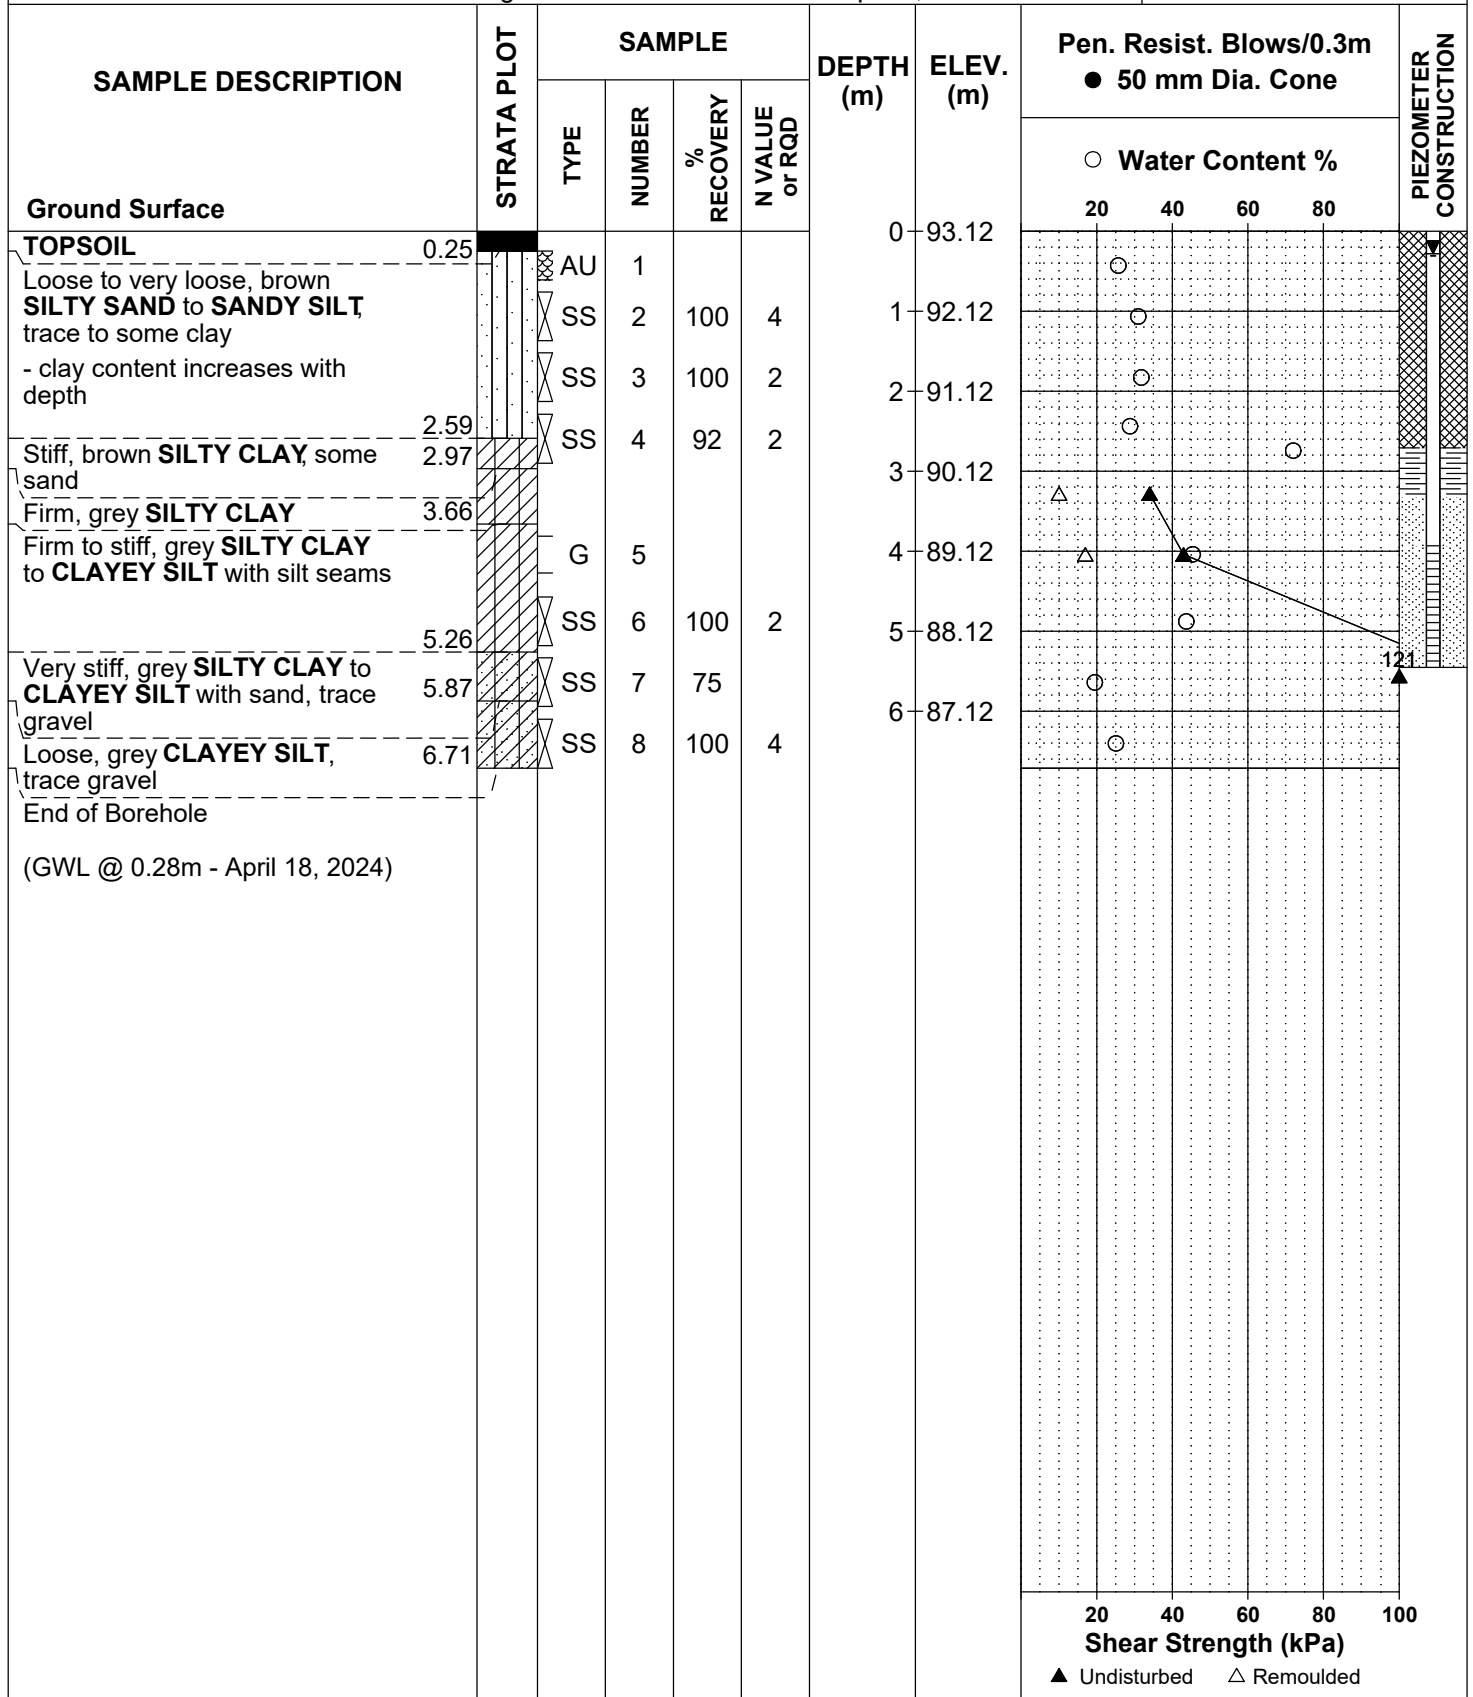 SAMPLE DESCRIPTION
STRATA PLOT
SAMPLE
TYPE
NUMBER
%
RECOVERY
N VALUE
or RQD
DEPTH
(m)
ELEV.
(m)
Pen. Resist. Blows/0.3m
● 50 mm Dia. Cone
○ Water Content %
PIEZOMETER
CONSTRUCTION
Ground Surface
20 40 60 80
TOPSOIL 0.25
Loose to very loose, brown
SILTY SAND to SANDY SILT,
trace to some clay
- clay content increases with
depth
2.59
Stiff, brown SILTY CLAY, some 2.97
sand
Firm, grey SILTY CLAY 3.66
Firm to stiff, grey SILTY CLAY
to CLAYEY SILT with silt seams
5.26
Very stiff, grey SILTY CLAY to
CLAYEY SILT with sand, trace 5.87
gravel
Loose, grey CLAYEY SILT, 6.71
trace gravel
End of Borehole
(GWL @ 0.28m - April 18, 2024)
AU 1
SS 2 100 4
SS 3 100 2
SS 4 92 2
G 5
SS 6 100 2
SS 7 75
SS 8 100 4
0 93.12
1 92.12
2 91.12
3 90.12
4 89.12
5 88.12
6 87.12
121
20 40 60 80 100
Shear Strength (kPa)
▲ Undisturbed △ Remoulded